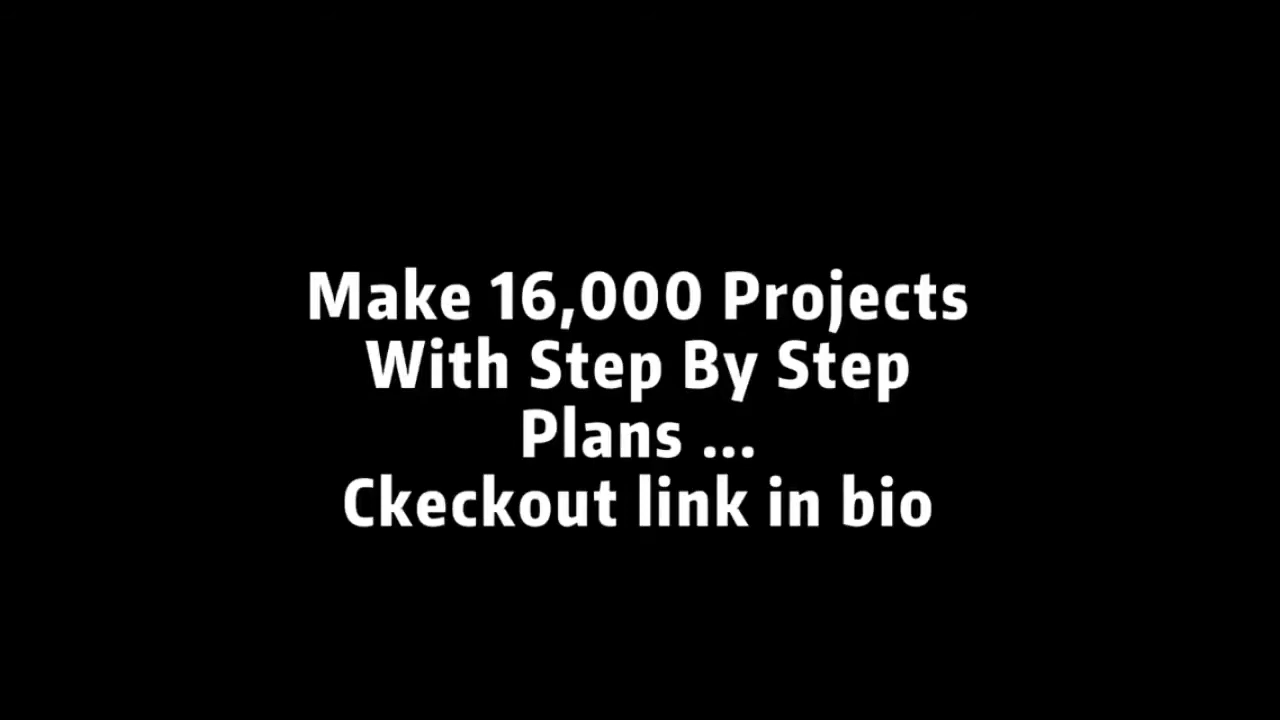 Make 16,000 Projects
With Step By Step
Plans ...
Ckeckout link in bio